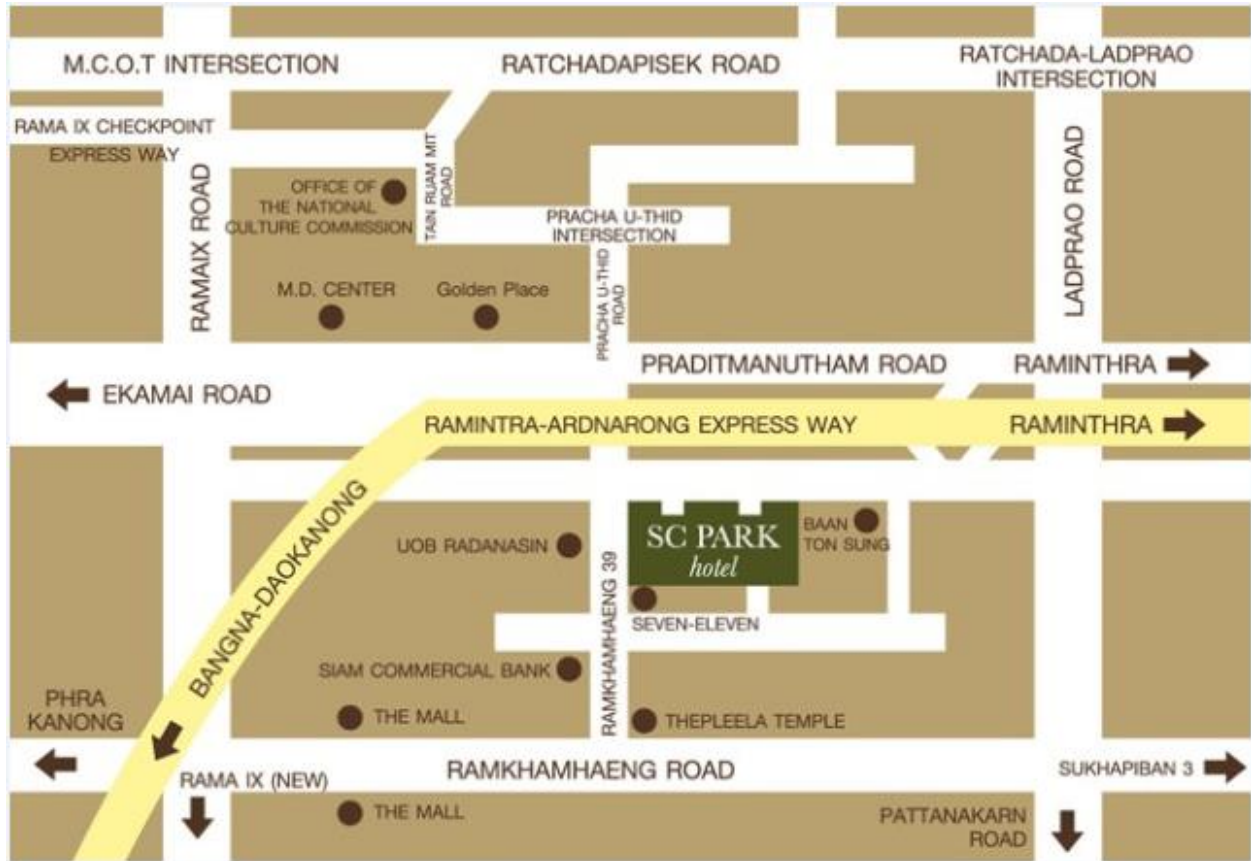 M.C.O.T INTERSECTION
RATCHADAPISEK ROAD
RATCHADA-LADPRAO
INTERSECTION
RAMA IX CHECKPOINT
EXPRESS WAY
RAMAIX ROAD
OFFICE OF
THE NATIONAL
CULTURE COMMISSION
TAIN RUAM MIT
ROAD
PRACHA U-THID
INTERSECTION
LADPRAO ROAD
M.D. CENTER
Golden Place
PRACHA U-THID
ROAD
PRADITMANUTHAM ROAD
RAMINTHRA
EKAMAI ROAD
RAMINTRA-ARDNARONG EXPRESS WAY
RAMINTHRA
BANGNA-DAOKANONG
UOB RADANASIN
RAMKHAMHAENG 39
SC PARK
hotel
BAAN
TON SUNG
SEVEN-ELEVEN
SIAM COMMERCIAL BANK
PHRA
KANONG
THE MALL
THEPLEELA TEMPLE
RAMA IX (NEW)
RAMKHAMHAENG ROAD
SUKHAPIBAN 3
THE MALL
PATTANAKARN
ROAD